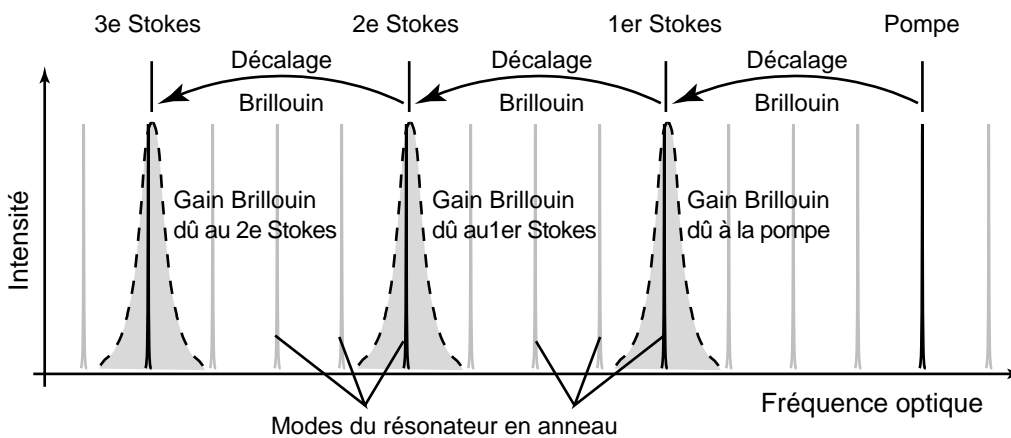 3e Stokes
2e Stokes
1er Stokes
Pompe
Décalage
Brillouin
Décalage
Brillouin
Décalage
Brillouin
Intensité
Gain Brillouin
dû au 2e Stokes
Gain Brillouin
dû au1er Stokes
Gain Brillouin
dû à la pompe
Modes du résonateur en anneau
Fréquence optique